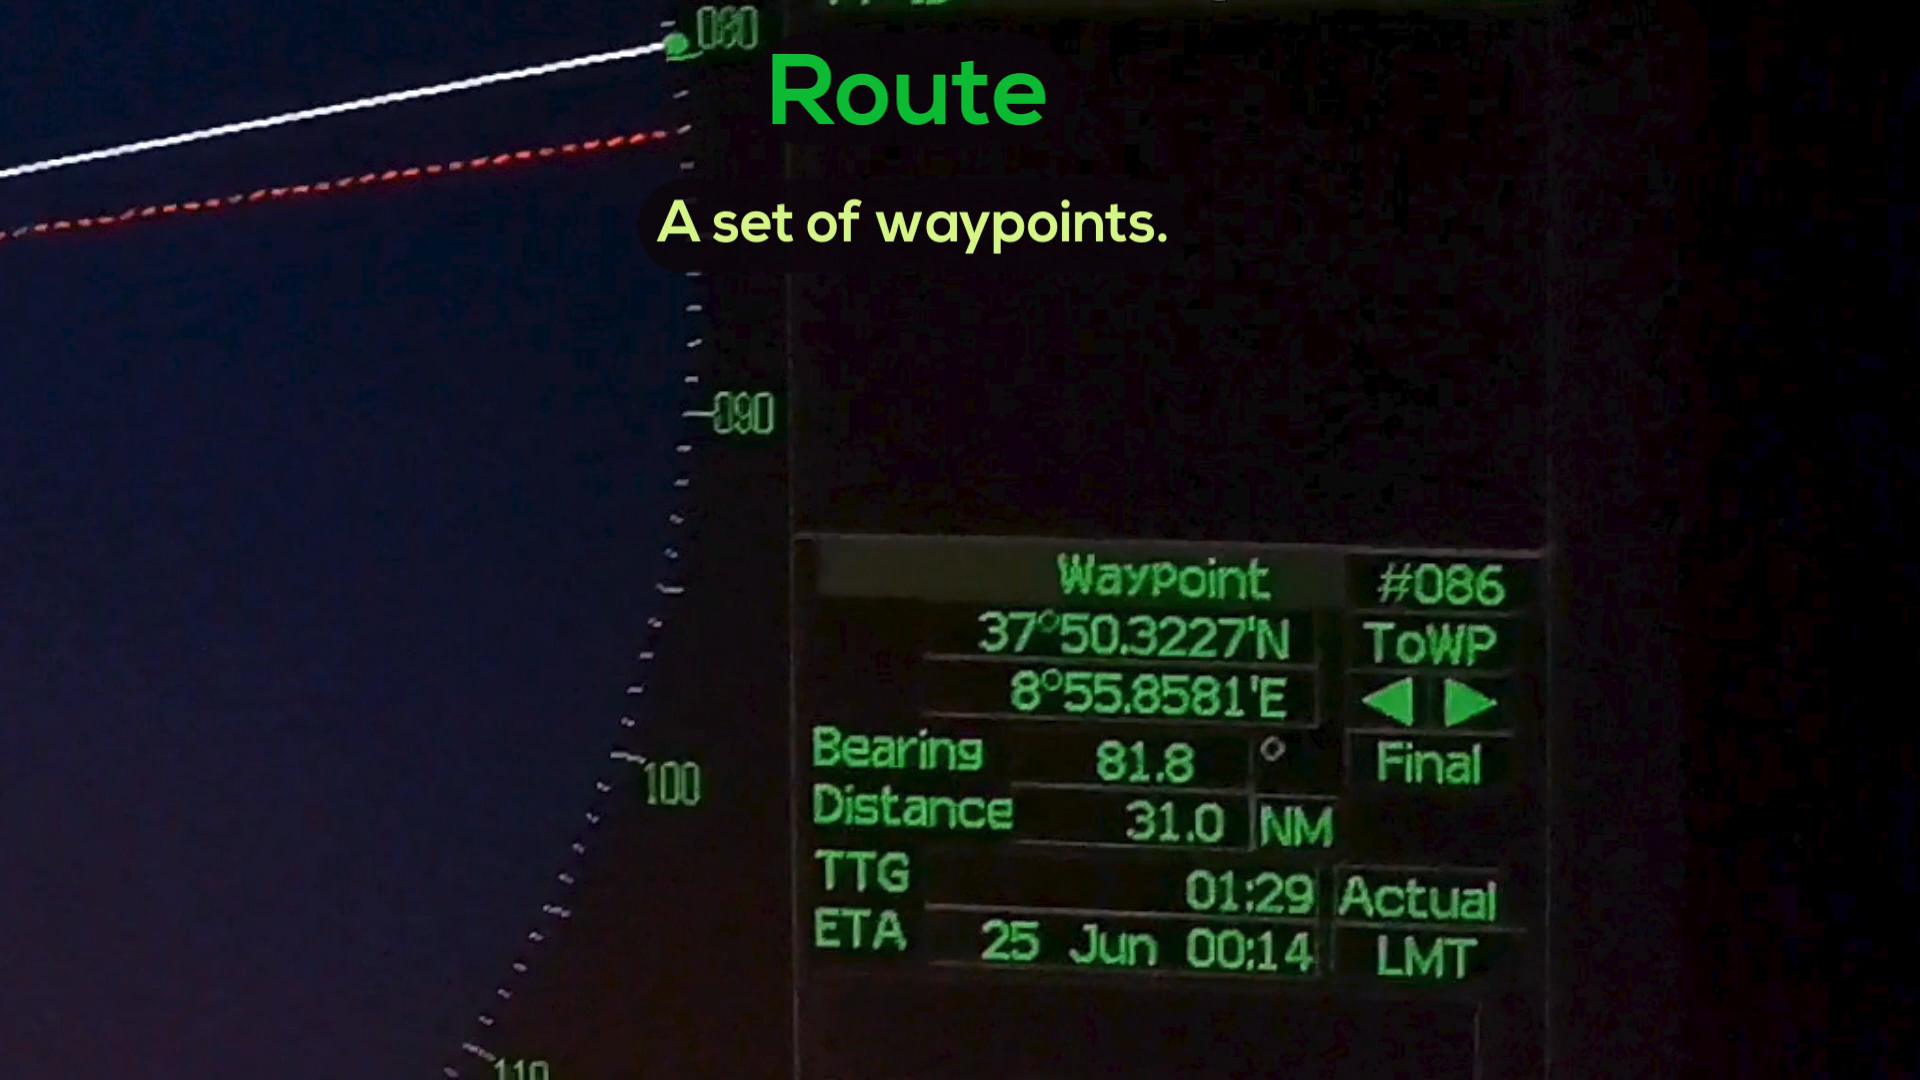 080
Route
A set of waypoints.
090
Waypoint #086
37°50.3227'N ToWP
8°55.8581'E
Bearing 81.8 ° Final
100
Distance 31.0 NM
TTG 01:29 Actual
ETA 25 Jun 00:14 LMT
110